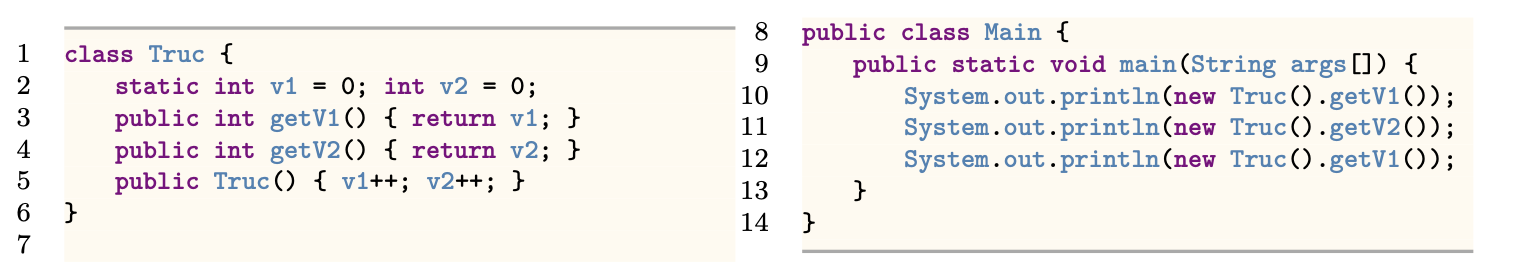 1 class Truc {
2 static int v1 = 0; int v2 = 0;
3 public int getV1() { return v1; }
4 public int getV2() { return v2; }
5 public Truc() { v1++; v2++; }
6 }
7
8 public class Main {
9 public static void main(String args[]) {
10 System.out.println(new Truc().getV1());
11 System.out.println(new Truc().getV2());
12 System.out.println(new Truc().getV1());
13 }
14 }